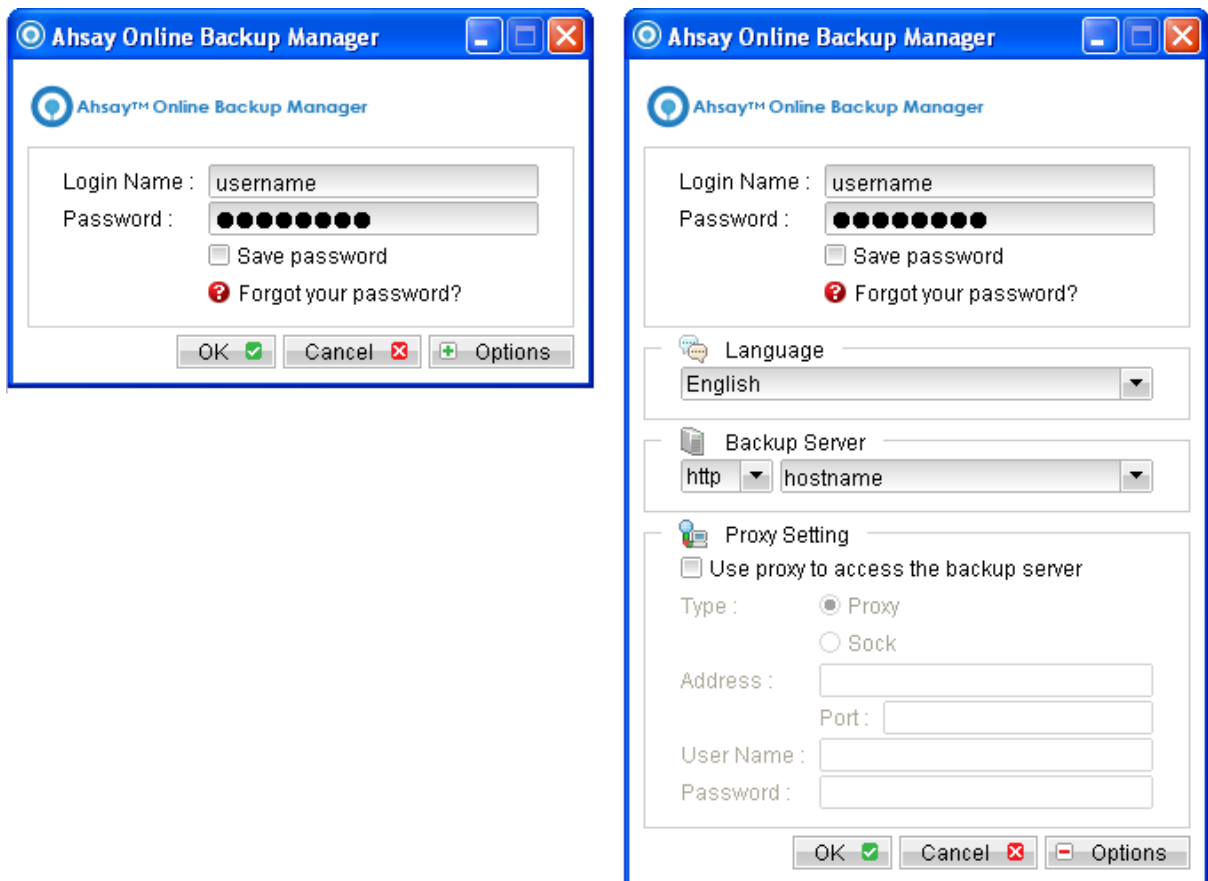 Ahsay Online Backup Manager
Ahsay™ Online Backup Manager
Login Name : username
Password : ●●●●●●●●
Save password
? Forgot your password?
OK Cancel + Options
Ahsay Online Backup Manager
Ahsay™ Online Backup Manager
Login Name : username
Password : ●●●●●●●●
Save password
? Forgot your password?
Language
English
Backup Server
http hostname
Proxy Setting
Use proxy to access the backup server
Type : Proxy
Sock
Address :
Port :
User Name :
Password :
OK Cancel - Options